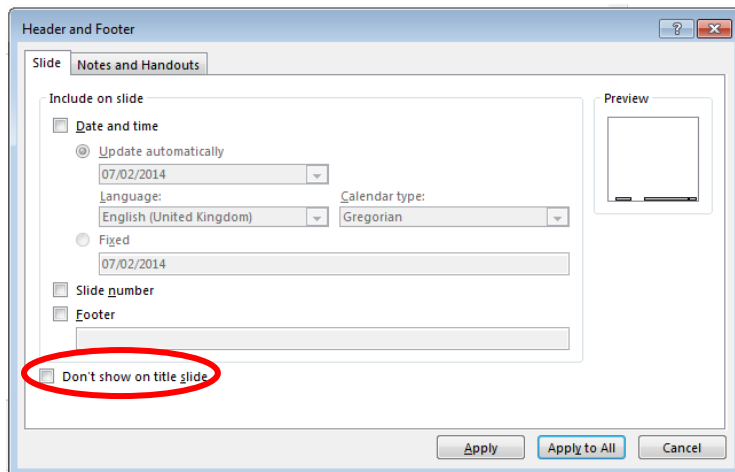 Header and Footer
Slide Notes and Handouts
Include on slide Preview
Date and time
Update automatically
07/02/2014
Language: Calendar type:
English (United Kingdom) Gregorian
Fixed
07/02/2014
Slide number
Footer
Don't show on title slide
Apply Apply to All Cancel